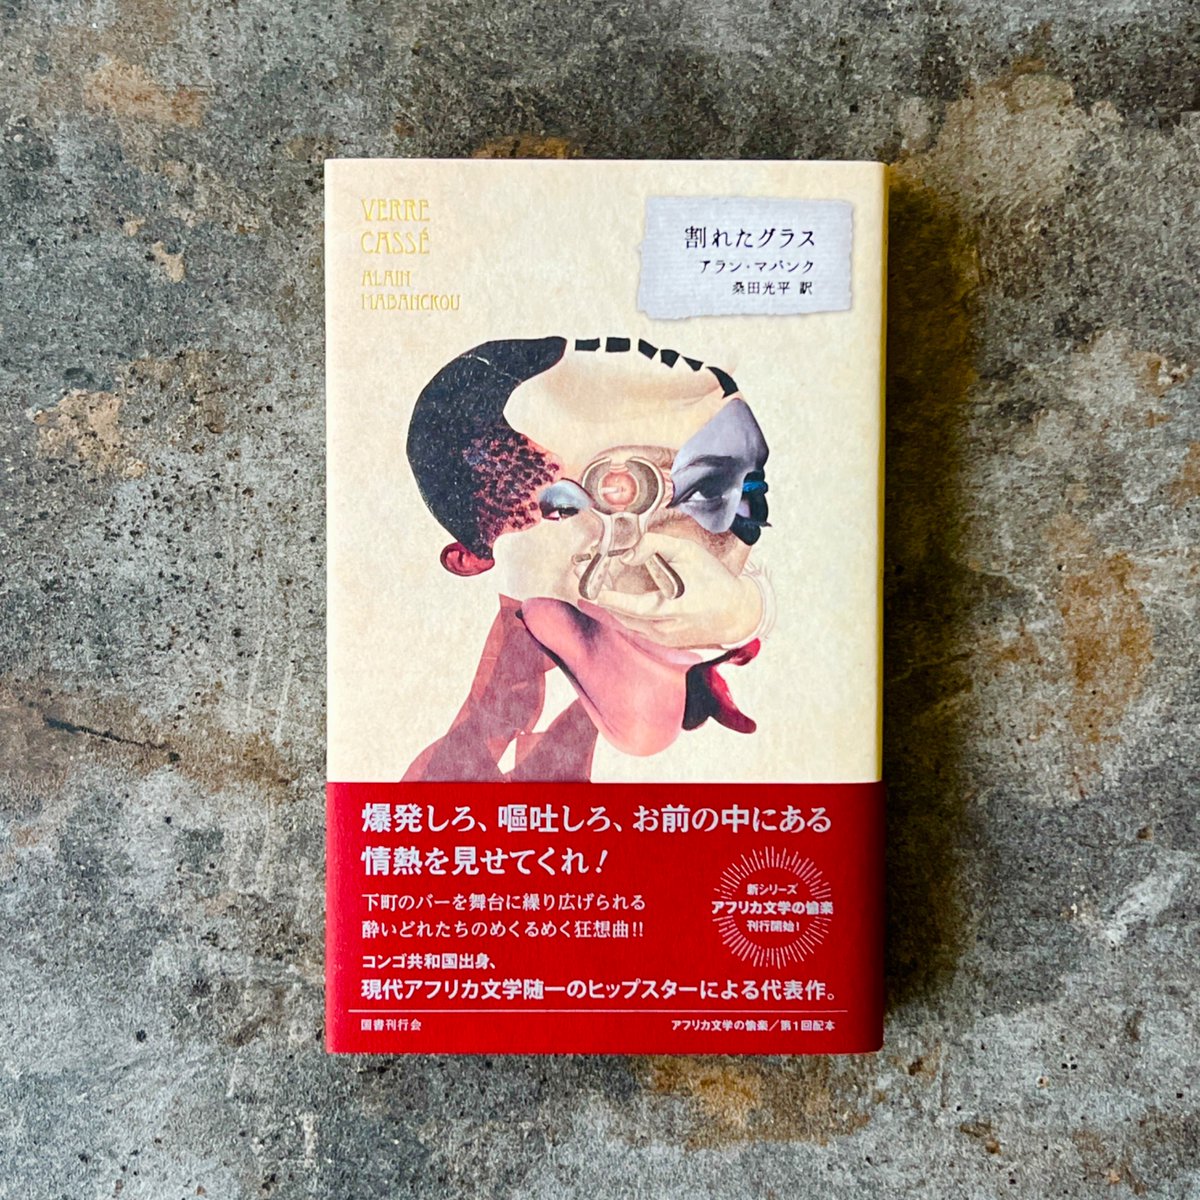 VERRE
CASSÉ
ALAIN
MABANCKOU
割れたグラス
アラン・マバンク
桑田光平 訳
爆発しろ、嘔吐しろ、お前の中にある
情熱を見せてくれ！
下町のバーを舞台に繰り広げられる
酔いどれたちのめくるめく狂想曲!!
コンゴ共和国出身、
現代アフリカ文学随一のヒップスターによる代表作。
新シリーズ
アフリカ文学の愉楽
刊行開始！
国書刊行会
アフリカ文学の愉楽／第1回配本